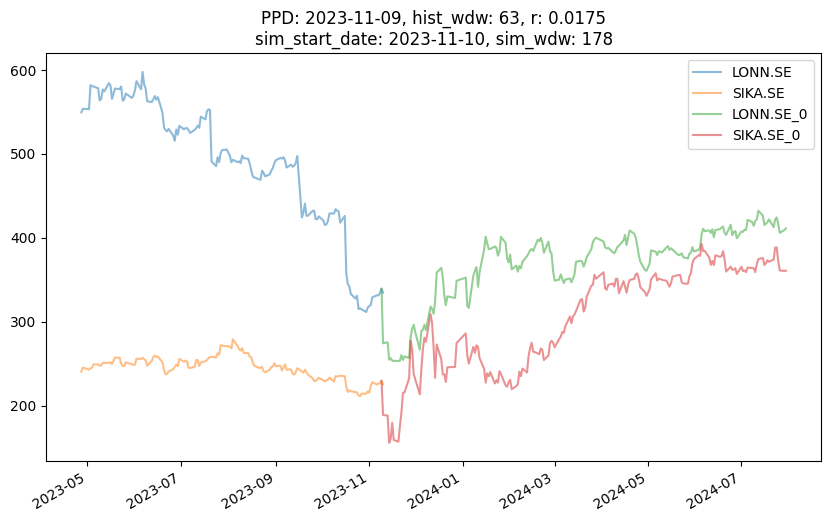 PPD: 2023-11-09, hist_wdw: 63, r: 0.0175
sim_start_date: 2023-11-10, sim_wdw: 178
LONN.SE
SIKA.SE
LONN.SE_0
SIKA.SE_0
600
500
400
300
200
2023-05
2023-07
2023-09
2023-11
2024-01
2024-03
2024-05
2024-07